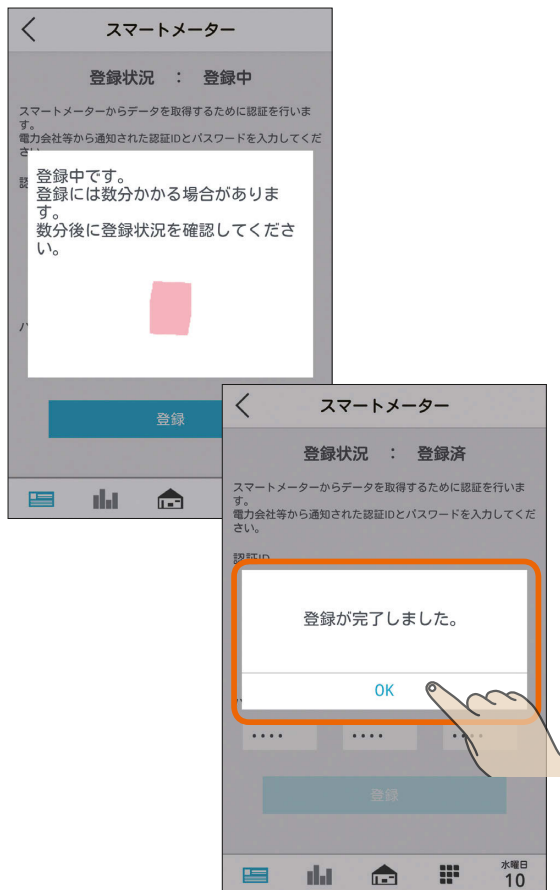 スマートメーター
登録状況 ： 登録中
スマートメーターからデータを取得するために認証を行いま
す。
電力会社等から通知された認証IDとパスワードを入力してくだ
さい
登録中です。
登録には数分かかる場合がありま
す。
数分後に登録状況を確認してくださ
い。
登録
スマートメーター
登録状況 ： 登録済
スマートメーターからデータを取得するために認証を行いま
す。
電力会社等から通知された認証IDとパスワードを入力してくだ
さい。
認証ID
登録が完了しました。
OK
登録
水曜日
10